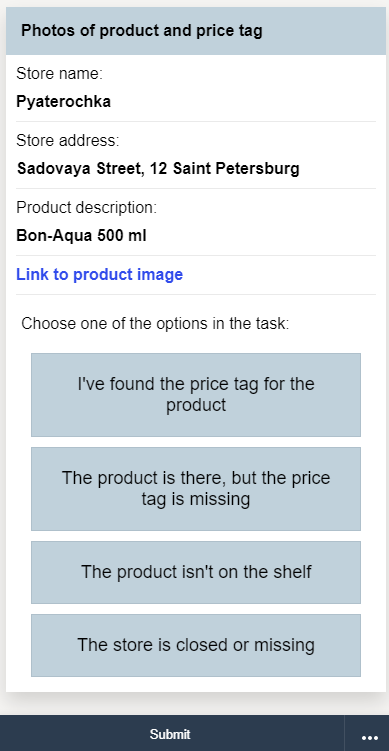 Photos of product and price tag
Store name:
Pyaterochka
Store address:
Sadovaya Street, 12 Saint Petersburg
Product description:
Bon-Aqua 500 ml
Link to product image
Choose one of the options in the task:
I've found the price tag for the
product
The product is there, but the price
tag is missing
The product isn't on the shelf
The store is closed or missing
Submit